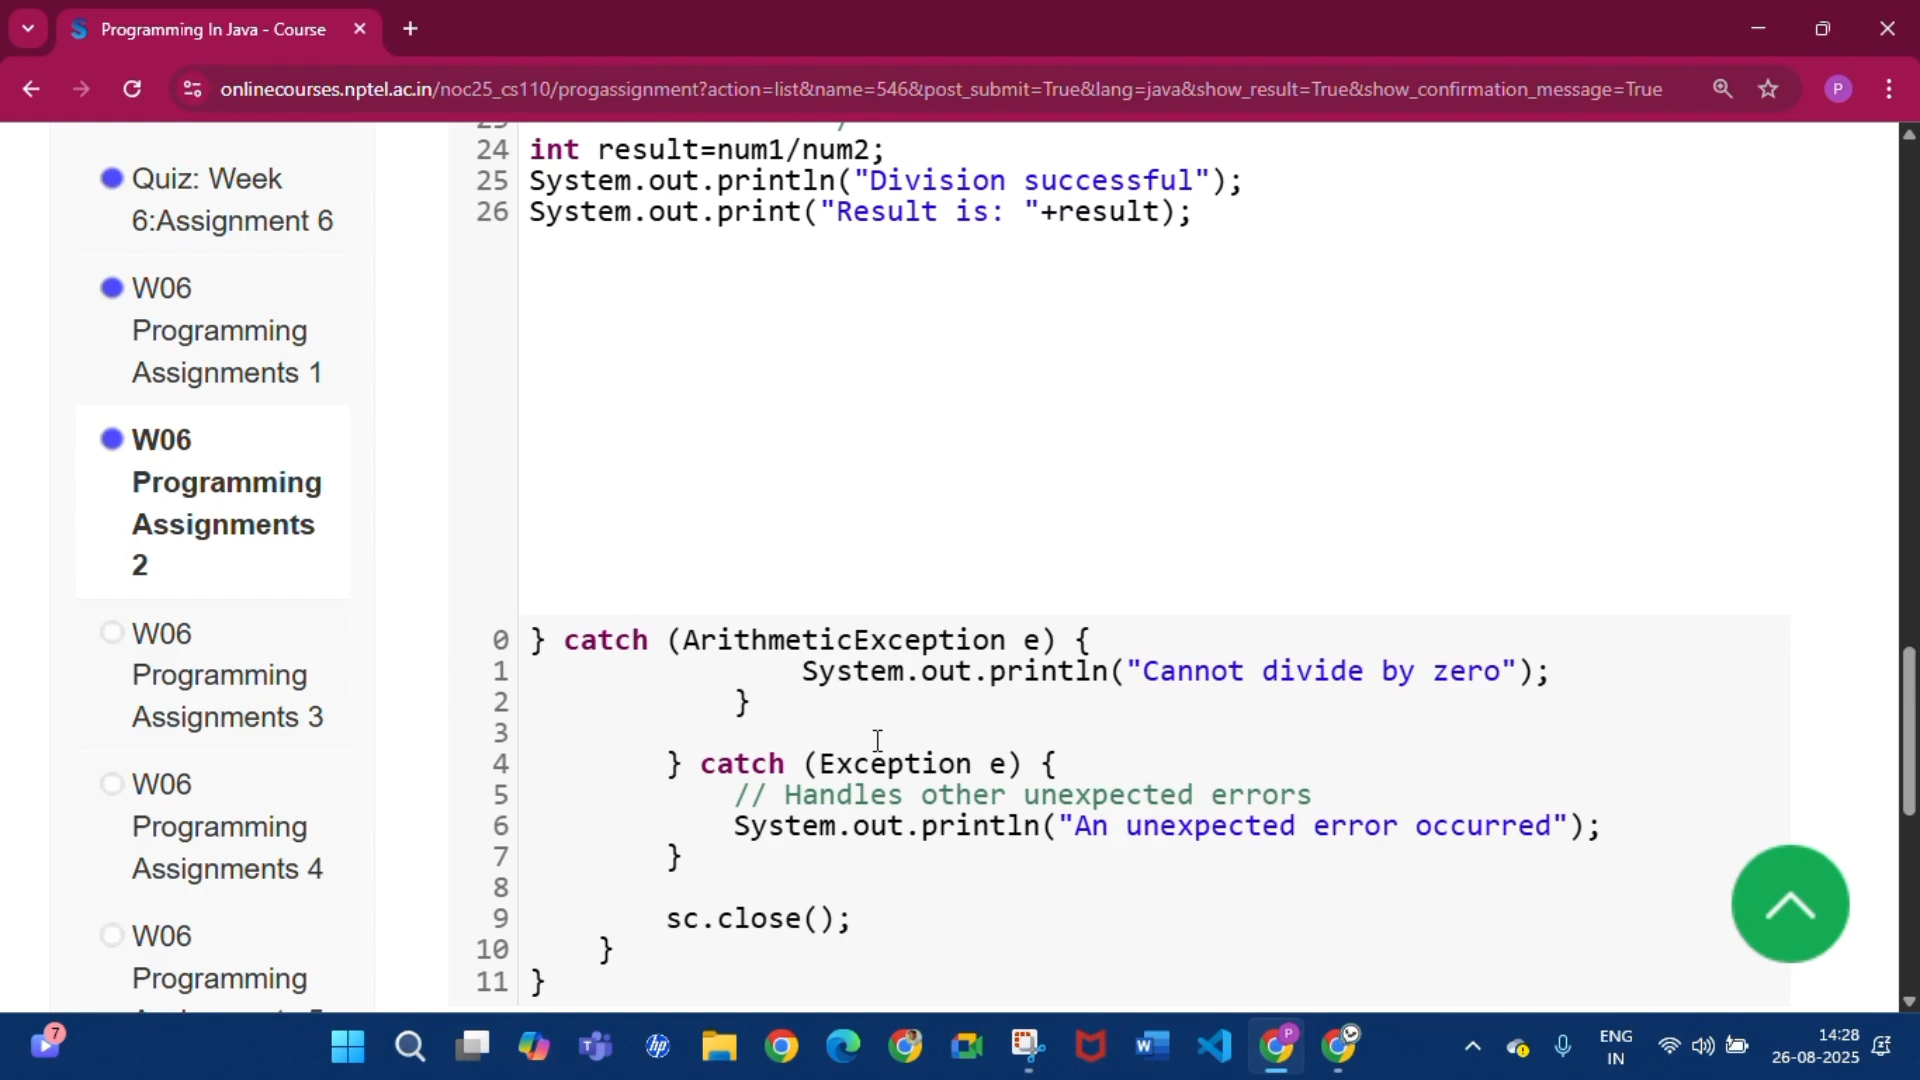 Programming In Java - Course
onlinecourses.nptel.ac.in/noc25_cs110/progassignment?action=list&name=546&post_submit=True&lang=java&show_result=True&show_confirmation_message=True
P
Quiz: Week
6:Assignment 6
W06
Programming
Assignments 1
W06
Programming
Assignments
2
W06
Programming
Assignments 3
W06
Programming
Assignments 4
W06
Programming
24 int result=num1/num2;
25 System.out.println("Division successful");
26 System.out.print("Result is: "+result);
0 } catch (ArithmeticException e) {
1 System.out.println("Cannot divide by zero");
2 }
3
4 } catch (Exception e) {
5 // Handles other unexpected errors
6 System.out.println("An unexpected error occurred");
7 }
8
9 sc.close();
10 }
11 }
7
hp
W
P
ENG
IN
14:28
26-08-2025